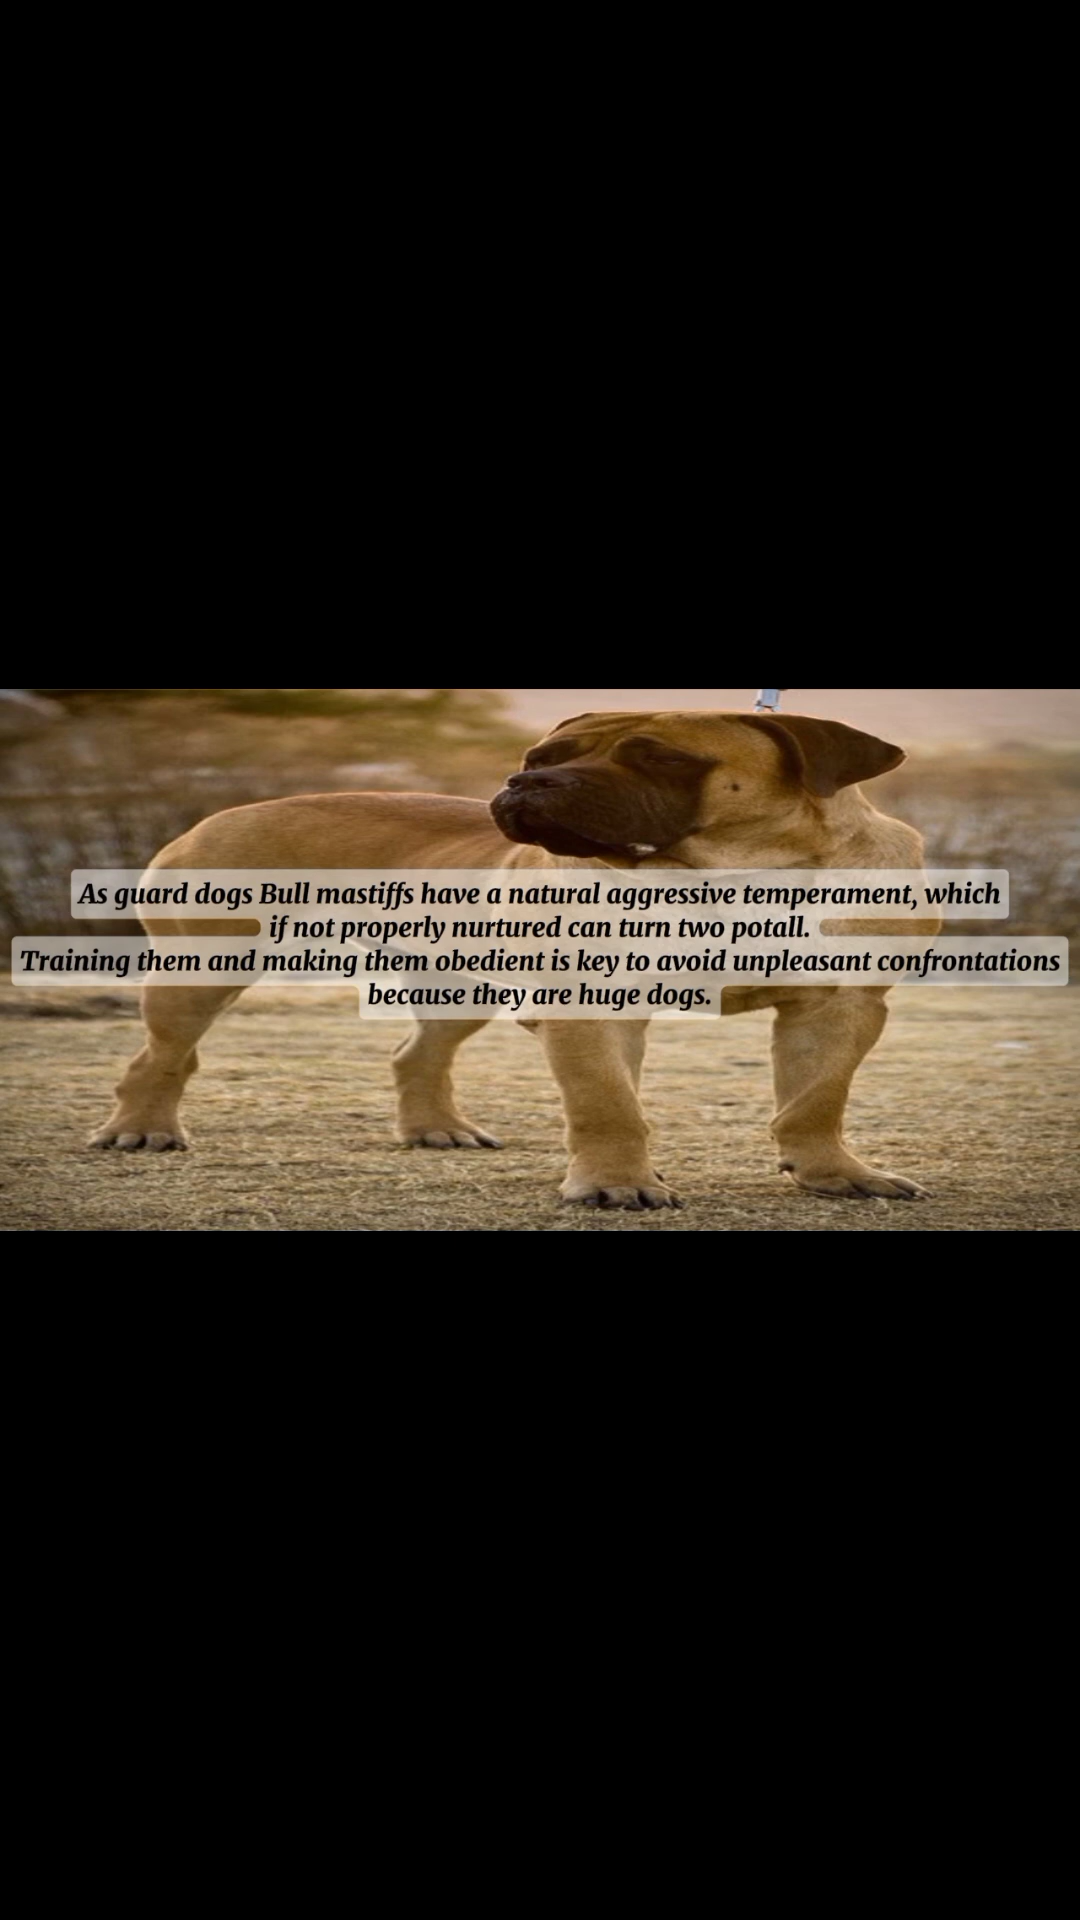 As guard dogs Bull mastiffs have a natural aggressive temperament, which
if not properly nurtured can turn two potall.
Training them and making them obedient is key to avoid unpleasant confrontations
because they are huge dogs.